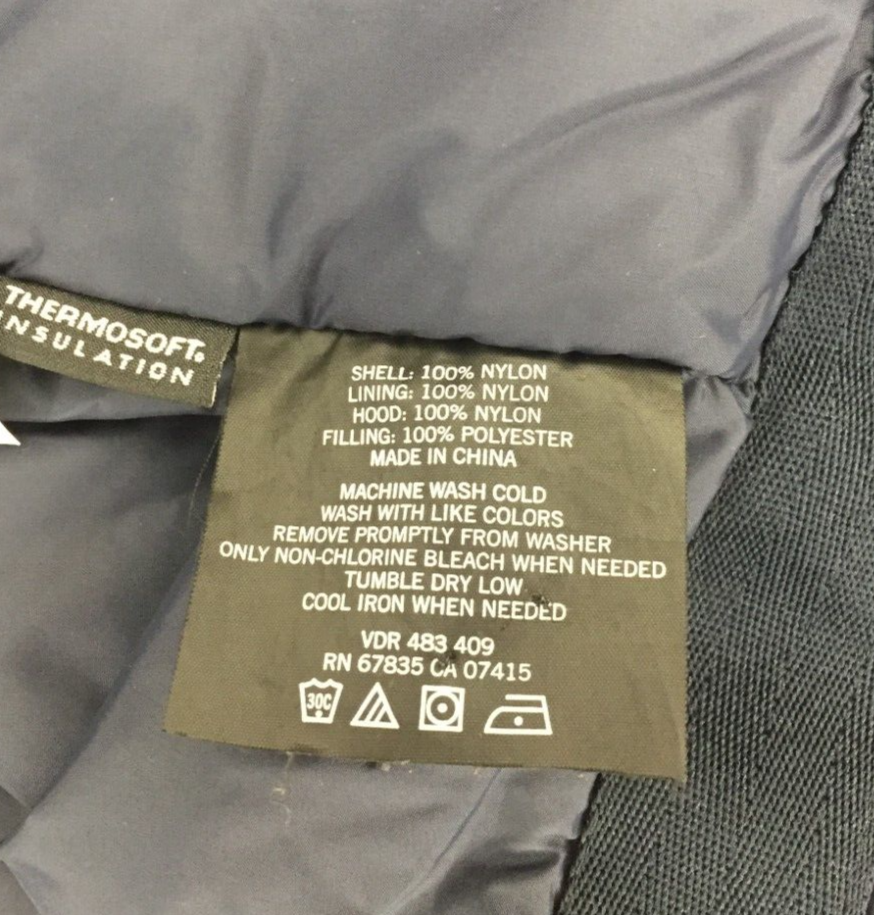 THERMOSOFT.
INSULATION
SHELL: 100% NYLON
LINING: 100% NYLON
HOOD: 100% NYLON
FILLING: 100% POLYESTER
MADE IN CHINA
MACHINE WASH COLD
WASH WITH LIKE COLORS
REMOVE PROMPTLY FROM WASHER
ONLY NON-CHLORINE BLEACH WHEN NEEDED
TUMBLE DRY LOW
COOL IRON WHEN NEEDED
VDR 483 409
RN 67835 CA 07415
30C